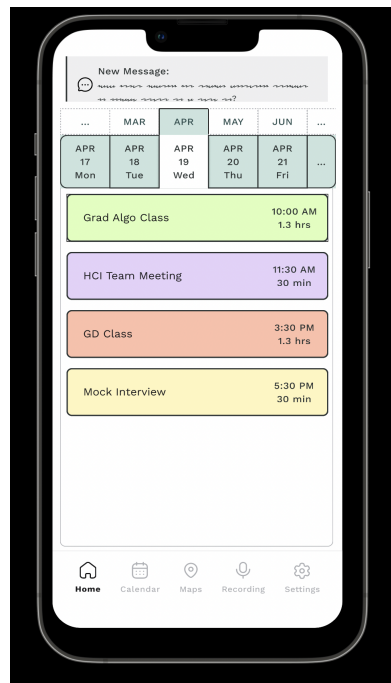 New Message:
... MAR APR MAY JUN ...
APR APR APR APR APR
17 18 19 20 21 ...
Mon Tue Wed Thu Fri
Grad Algo Class
10:00 AM
1.3 hrs
HCI Team Meeting
11:30 AM
30 min
GD Class
3:30 PM
1.3 hrs
Mock Interview
5:30 PM
30 min
Home Calendar Maps Recording Settings